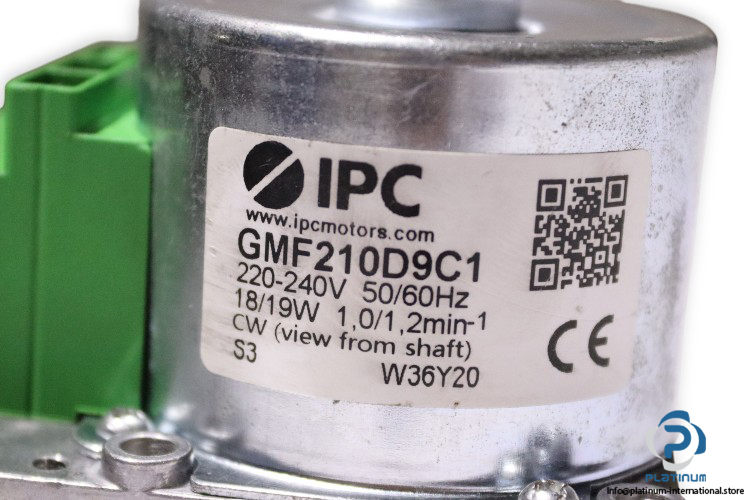 IPC
www.ipcmotors.com
GMF210D9C1
220-240V 50/60Hz
18/19W 1,0/1,2min-1
CW (view from shaft)
S3
W36Y20
CE
PLATINUM
info@platinum-international.store